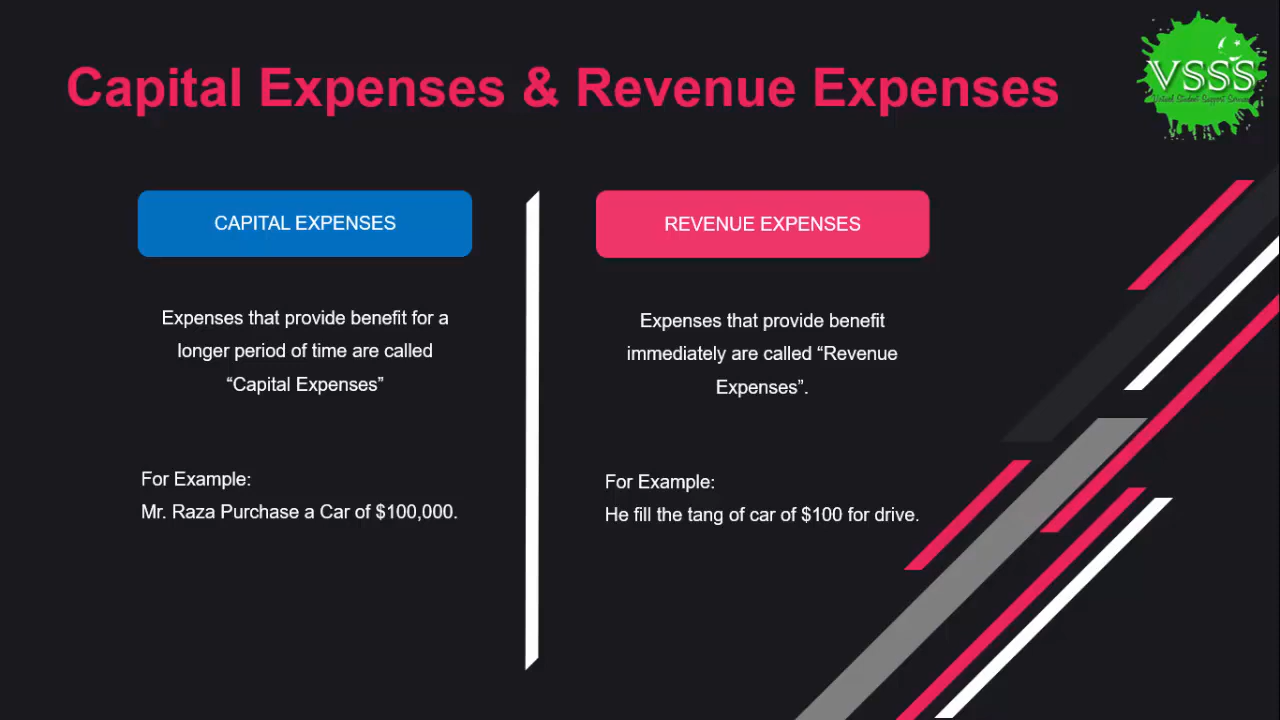 Capital Expenses & Revenue Expenses
VSSS
CAPITAL EXPENSES
Expenses that provide benefit for a
longer period of time are called
“Capital Expenses”
For Example:
Mr. Raza Purchase a Car of $100,000.
REVENUE EXPENSES
Expenses that provide benefit
immediately are called “Revenue
Expenses”.
For Example:
He fill the tang of car of $100 for drive.